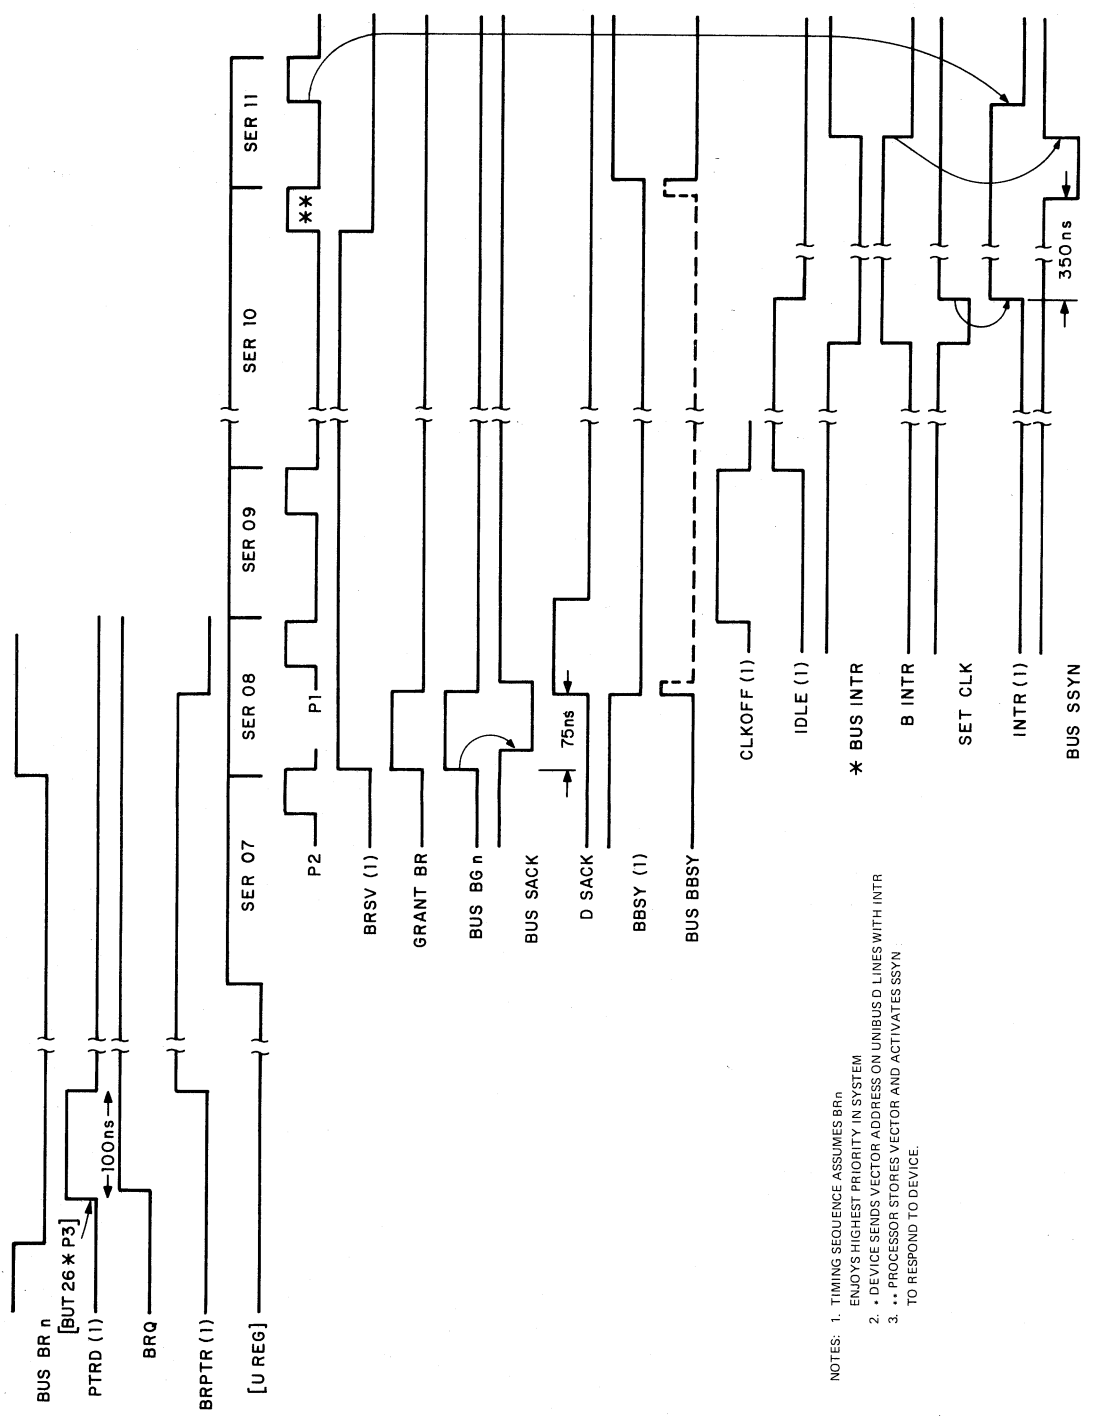 BUS BR n
[BUT 26 * P3]
PTRD (1)
100ns
BRQ
BRPTR (1)
[U REG]
SER 07
SER 08
SER 09
SER 10
SER 11
P2
P1
**
BRSV (1)
GRANT BR
BUS BG n
BUS SACK
75ns
D SACK
BBSY (1)
BUS BBSY
CLKOFF (1)
IDLE (1)
* BUS INTR
B INTR
SET CLK
INTR (1)
BUS SSYN
350ns
NOTES: 1. TIMING SEQUENCE ASSUMES BRn
ENJOYS HIGHEST PRIORITY IN SYSTEM
2. * DEVICE SENDS VECTOR ADDRESS ON UNIBUS D LINES WITH INTR
3. ** PROCESSOR STORES VECTOR AND ACTIVATES SSYN
TO RESPOND TO DEVICE.